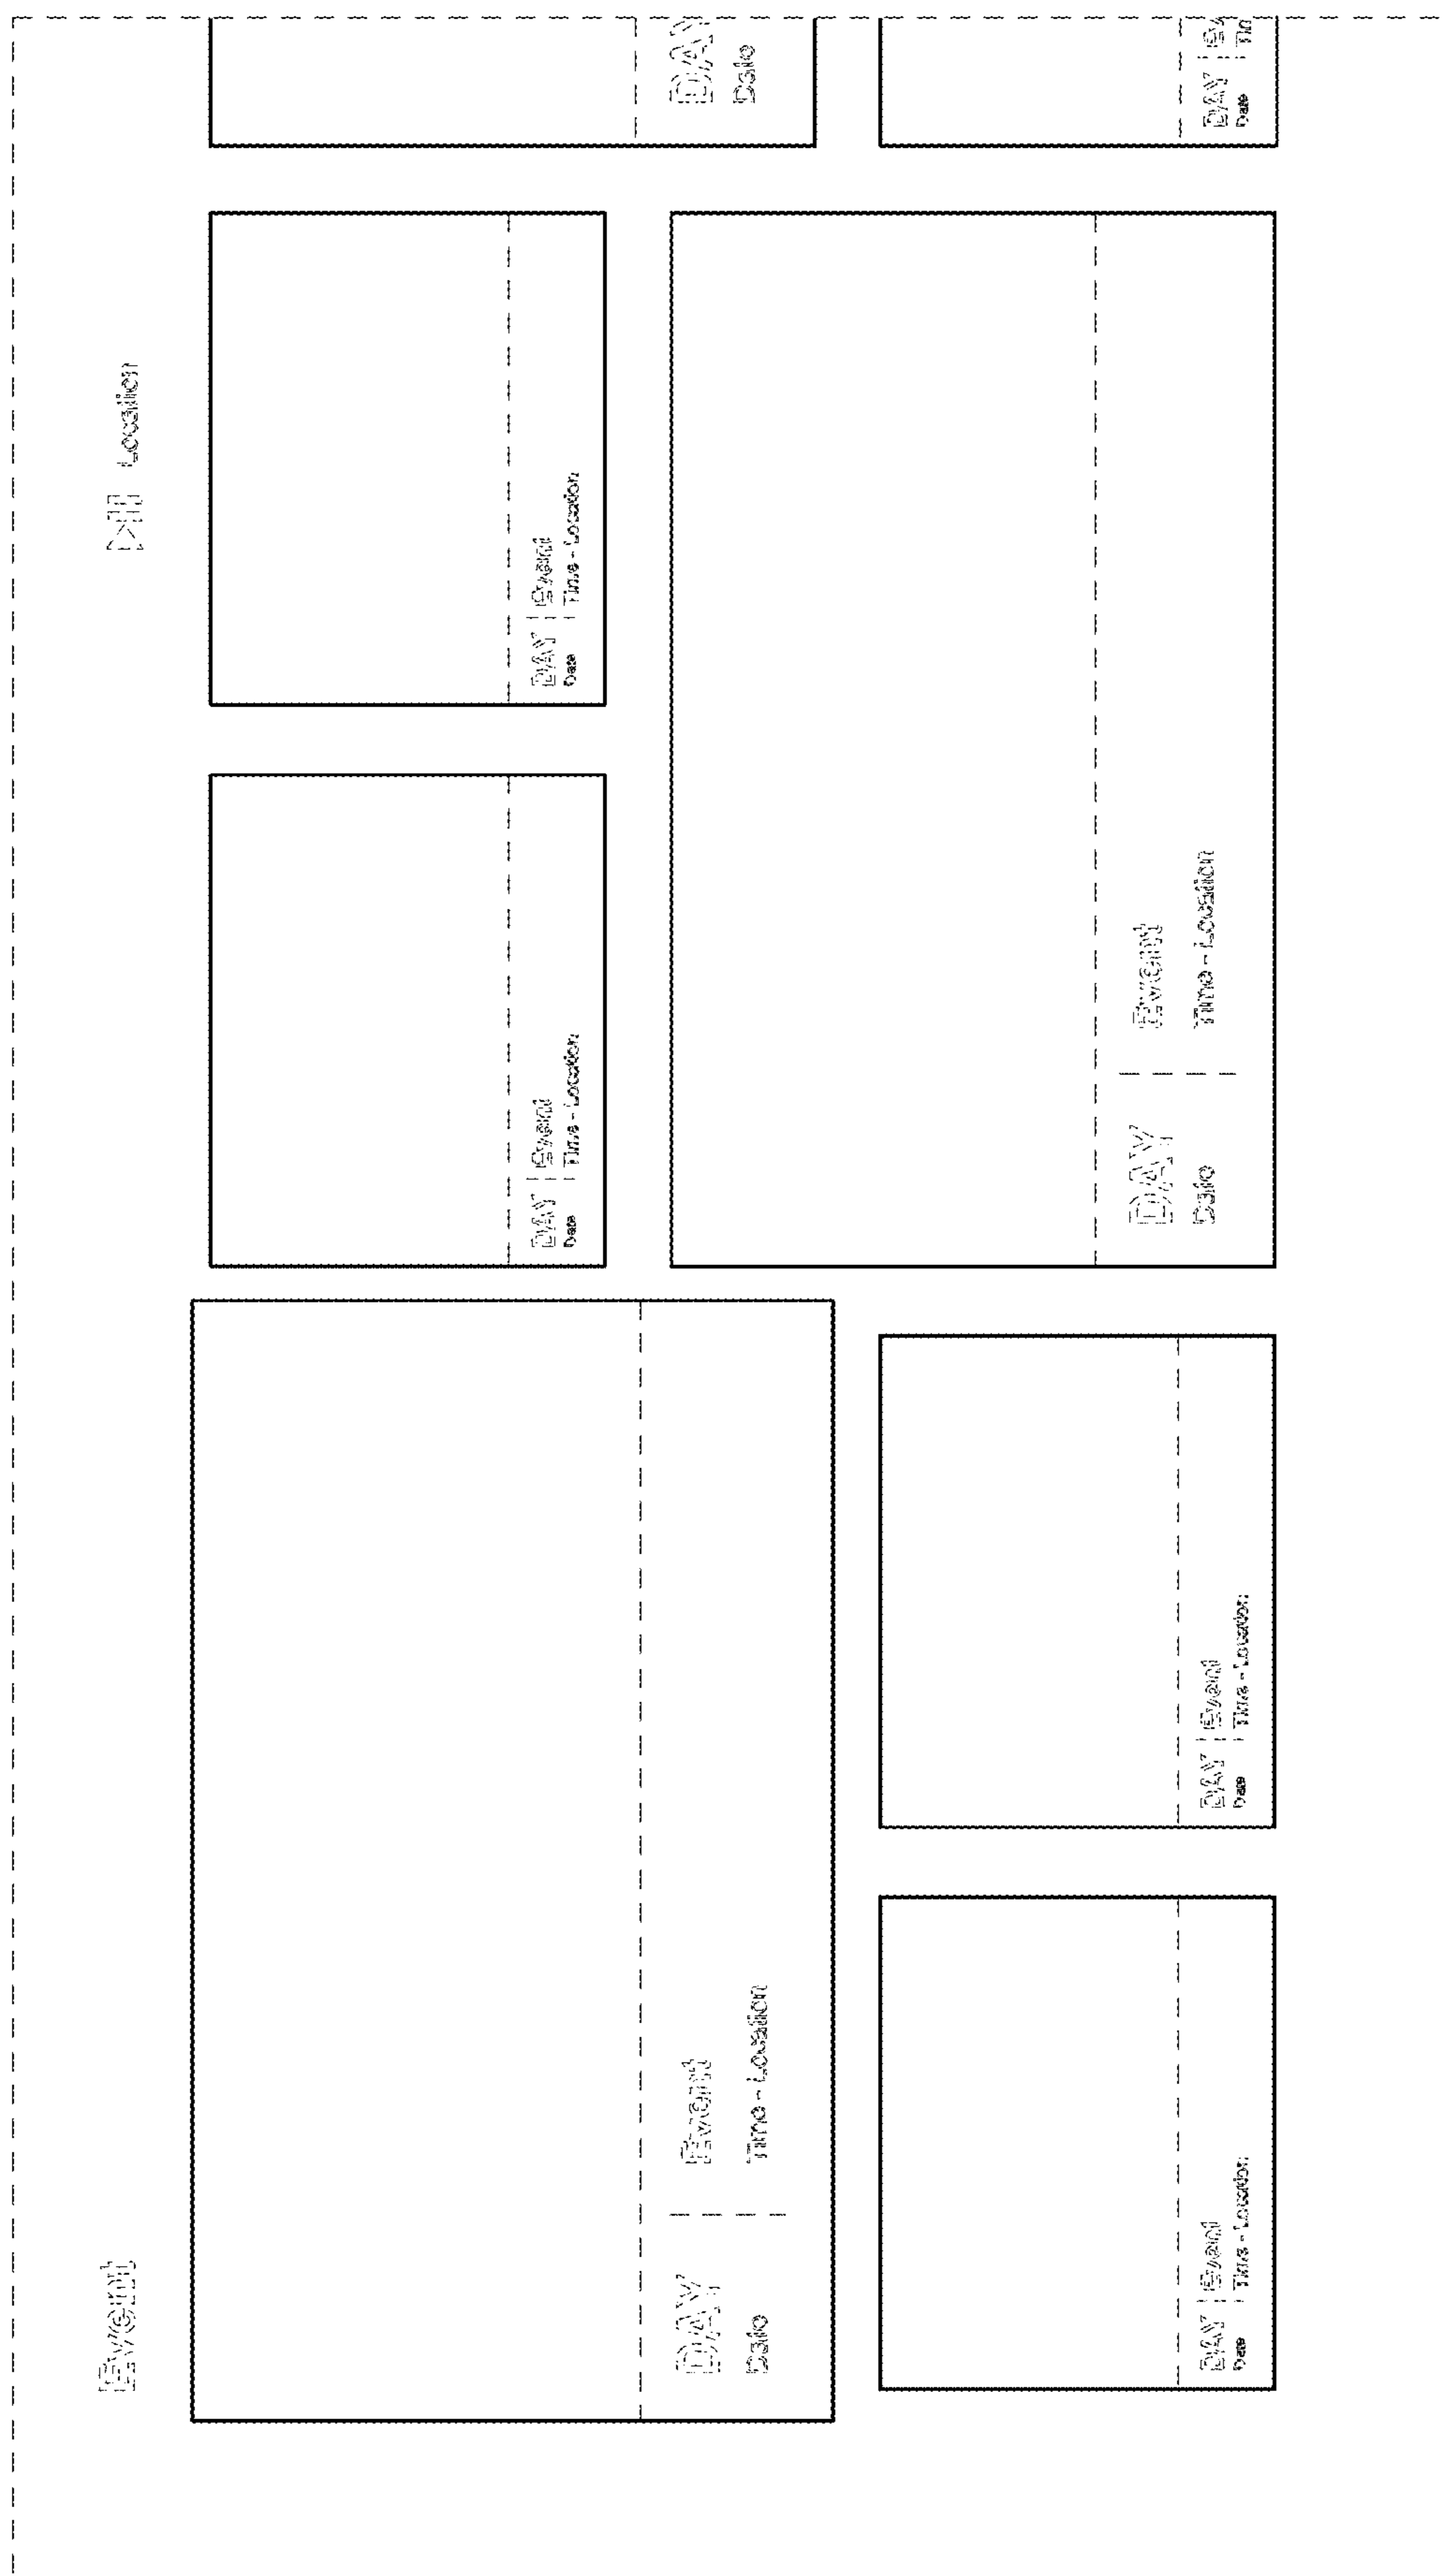 Event
Location
DAY | Event
Date | Time - Location
DAY | Event
Date | Time - Location
DAY | Event
Date | Time - Location
DAY
Date
DAY | Event
Date | Time - Location
DAY | Event
Date | Time - Location
DAY | Event
Date | Time - Location
DAY | Ev
Date |